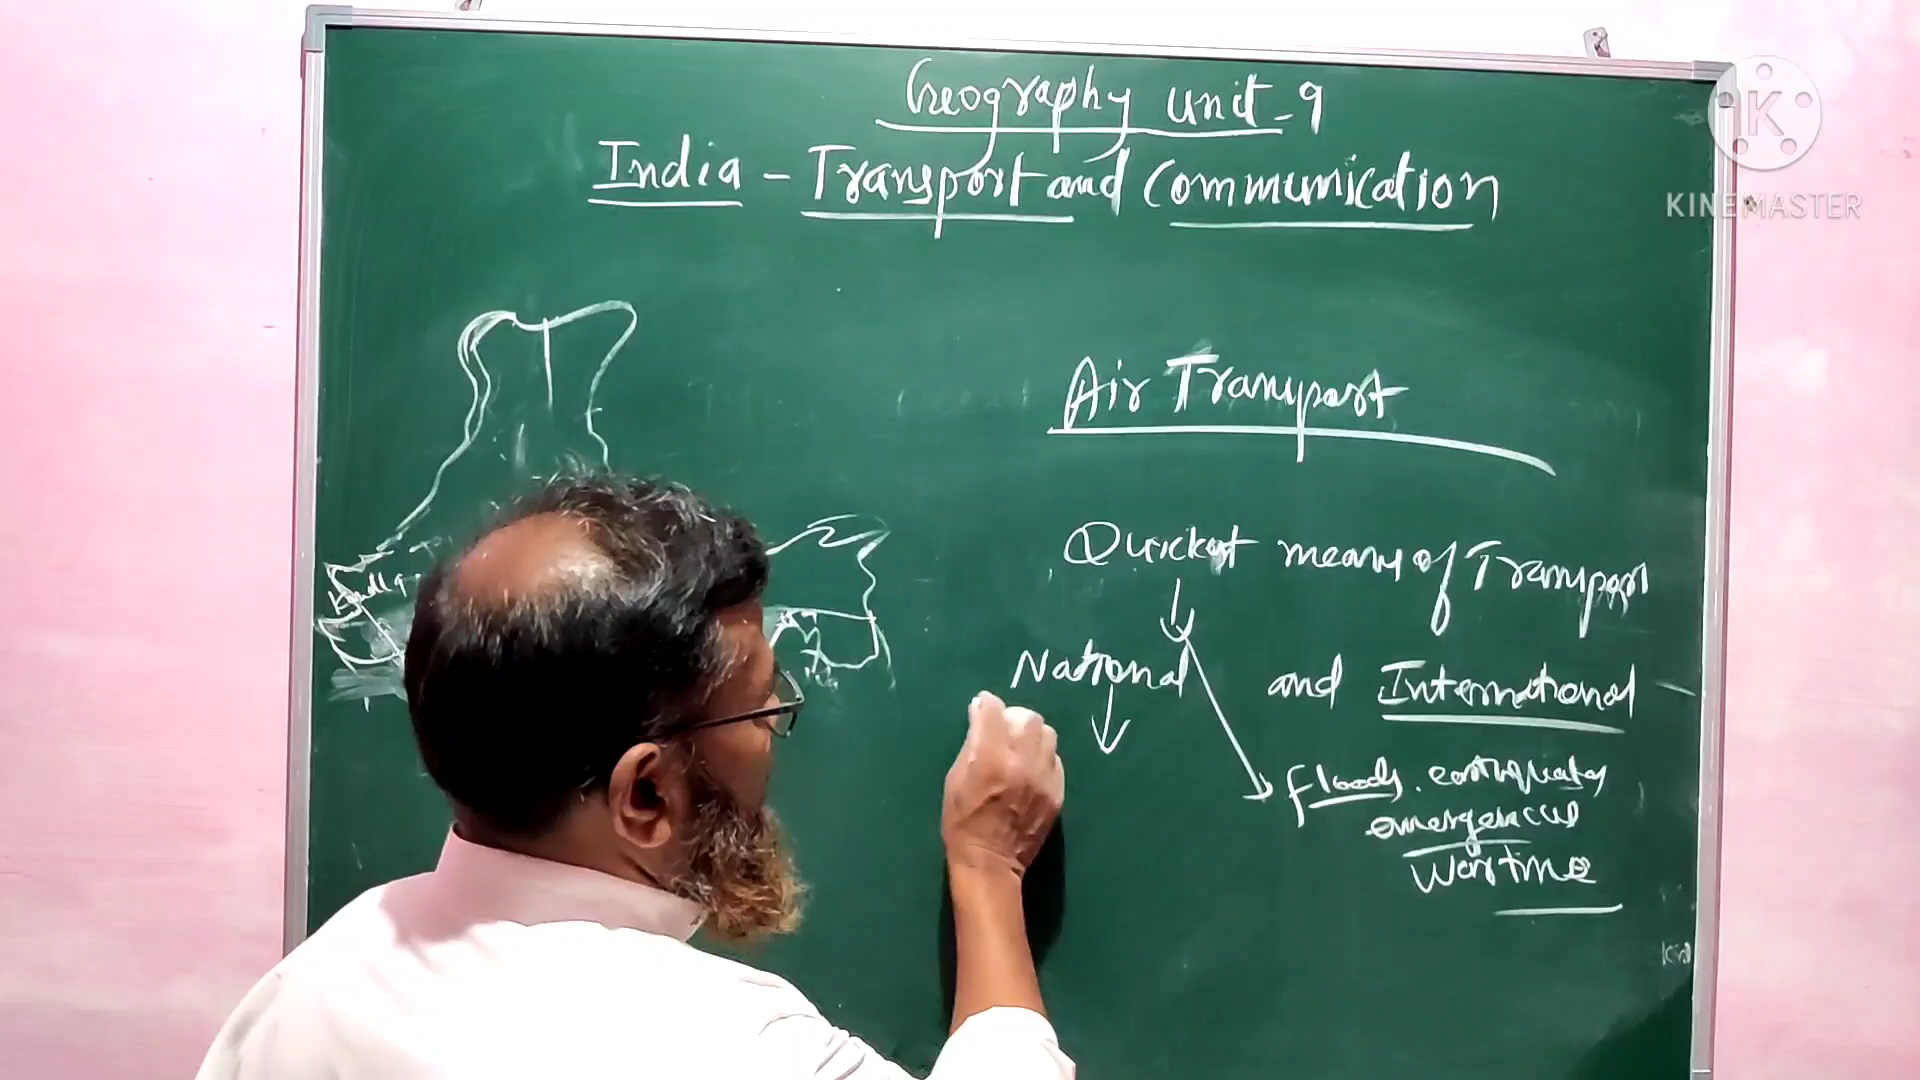 Geography Unit-9
India - Transport and Communication
KINEMASTER
Air Transport
Quickest means of Transport
National and International
Floods. earthquakes
emergencies
Wartime
Kandla